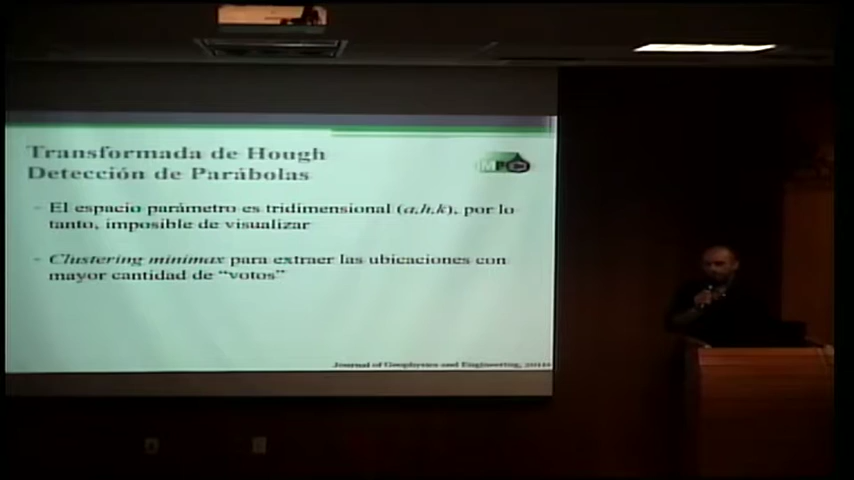 Transformada de Hough
Detección de Parábolas
- El espacio parámetro es tridimensional (a,h,k), por lo
tanto, imposible de visualizar
- Clustering minimax para extraer las ubicaciones con
mayor cantidad de “votos”
Journal of Geophysics and Engineering,